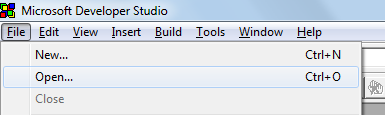 Microsoft Developer Studio
File Edit View Insert Build Tools Window Help
New... Ctrl+N
Open... Ctrl+O
Close